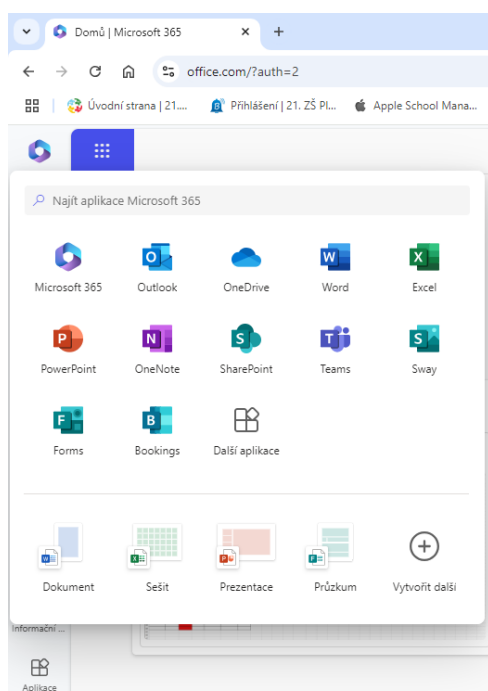 Domů | Microsoft 365
office.com/?auth=2
Úvodní strana | 21.... Přihlášení | 21. ZŠ Pl... Apple School Mana...
Najít aplikace Microsoft 365
Microsoft 365 Outlook OneDrive Word Excel
PowerPoint OneNote SharePoint Teams Sway
Forms Bookings Další aplikace
Dokument Sešit Prezentace Průzkum Vytvořit další
Informační ...
Aplikace